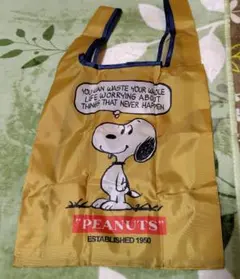 YOU CAN WASTE YOUR WHOLE
LIFE WORRYING ABOUT
THINGS THAT NEVER HAPPEN
"PEANUTS"
ESTABLISHED 1950